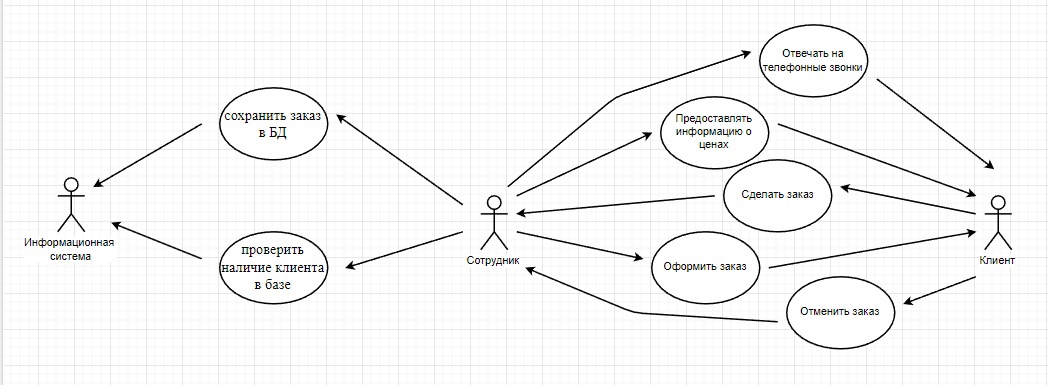 Отвечать на
телефонные звонки
сохранить заказ
в БД
Предоставлять
информацию о
ценах
Сделать заказ
Информационная
система
Сотрудник
Клиент
проверить
наличие клиента
в базе
Оформить заказ
Отменить заказ